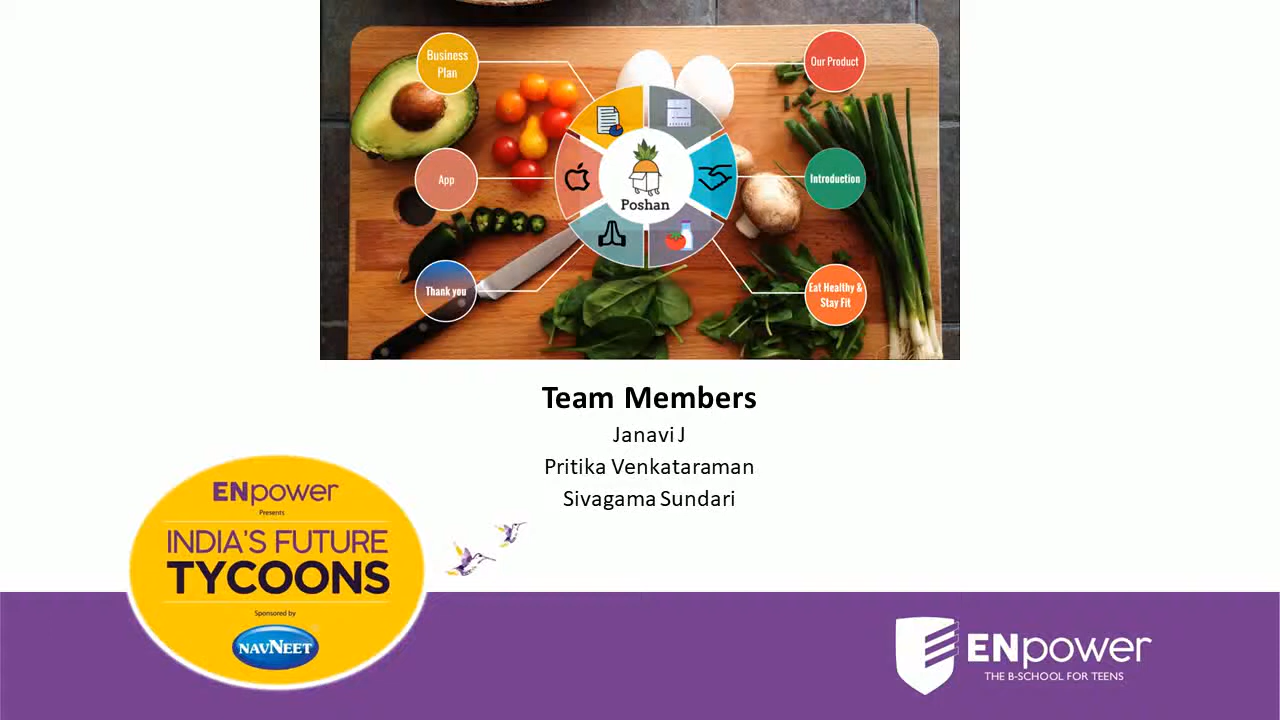 Business
Plan
Our Product
App
Poshan
Introduction
Thank you
Eat Healthy &
Stay Fit
Team Members
Janavi J
Pritika Venkataraman
Sivagama Sundari
ENpower
Presents
INDIA'S FUTURE
TYCOONS
Sponsored by
NAVNEET
ENpower
THE B-SCHOOL FOR TEENS